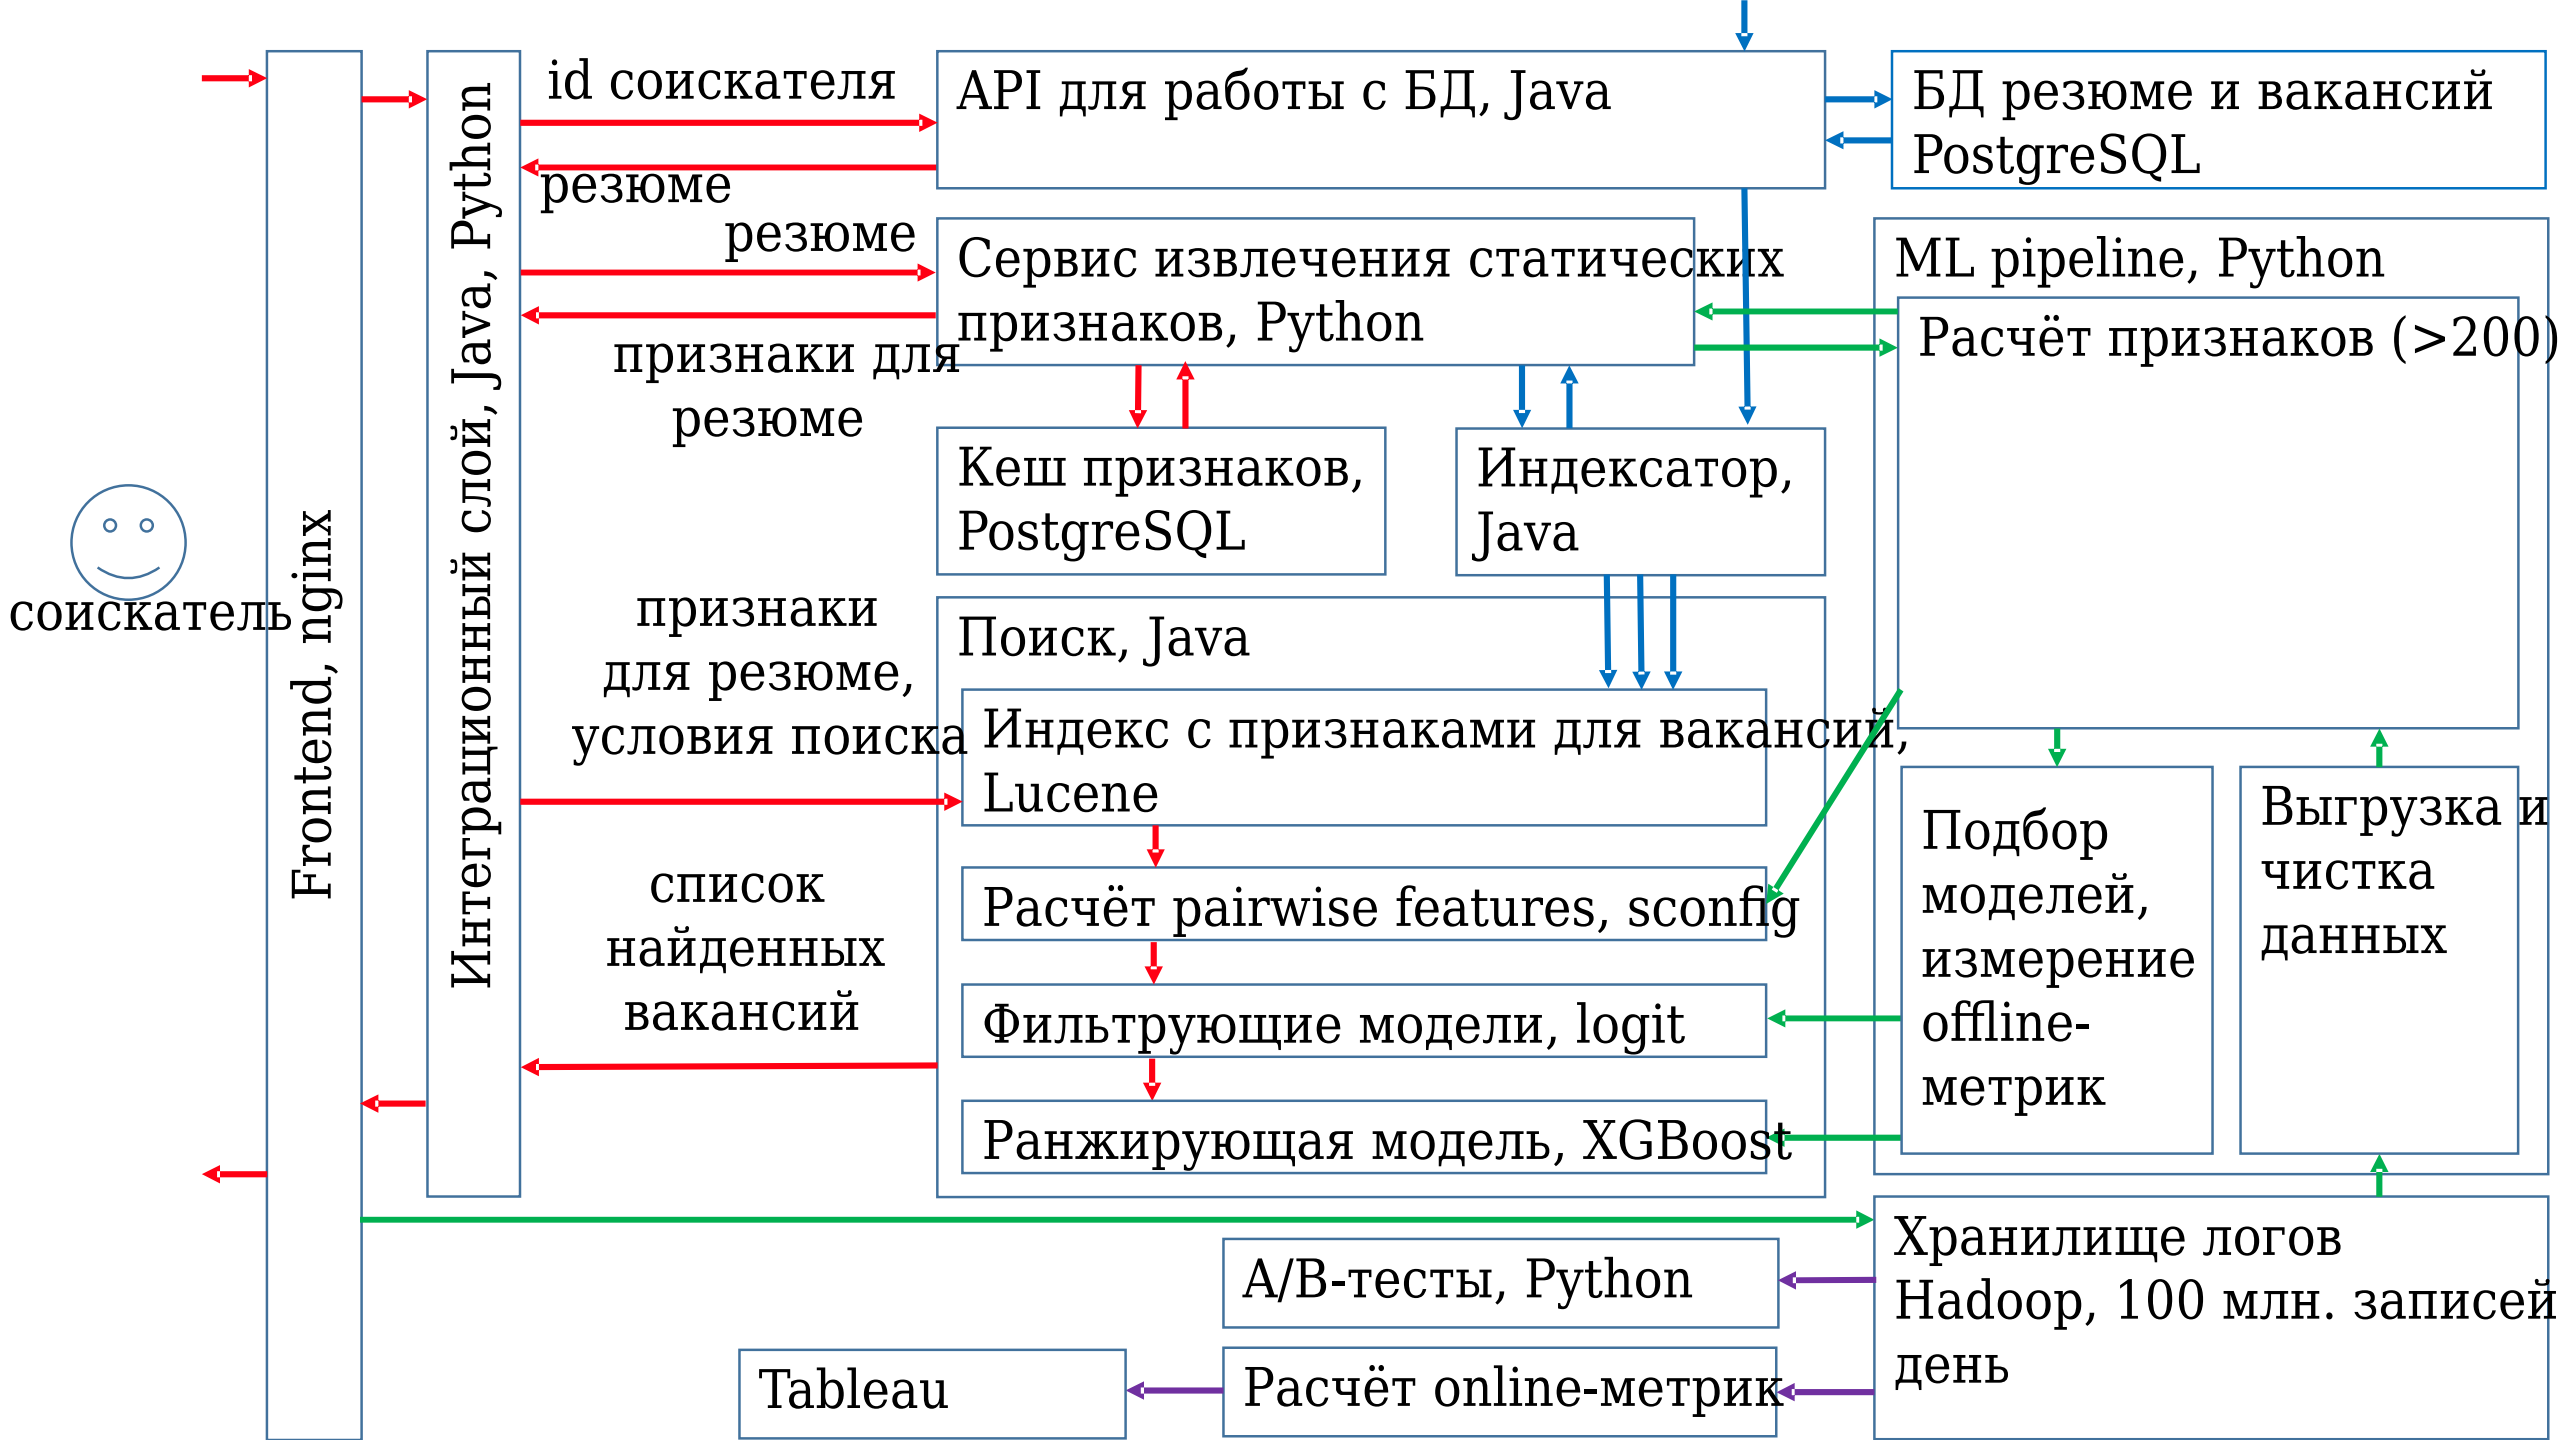 id соискателя
API для работы с БД, Java
БД резюме и вакансий
PostgreSQL
резюме
резюме
Сервис извлечения статических
признаков, Python
ML pipeline, Python
Расчёт признаков (>200)
признаки для
резюме
Кеш признаков,
PostgreSQL
Индексатор,
Java
соискатель
Frontend, nginx
Интеграционный слой, Java, Python
признаки
для резюме,
условия поиска
Поиск, Java
Индекс с признаками для вакансий,
Lucene
Подбор
моделей,
измерение
offline-
метрик
Выгрузка и
чистка
данных
список
найденных
вакансий
Расчёт pairwise features, sconfig
Фильтрующие модели, logit
Ранжирующая модель, XGBoost
Хранилище логов
Hadoop, 100 млн. записей
день
A/B-тесты, Python
Расчёт online-метрик
Tableau